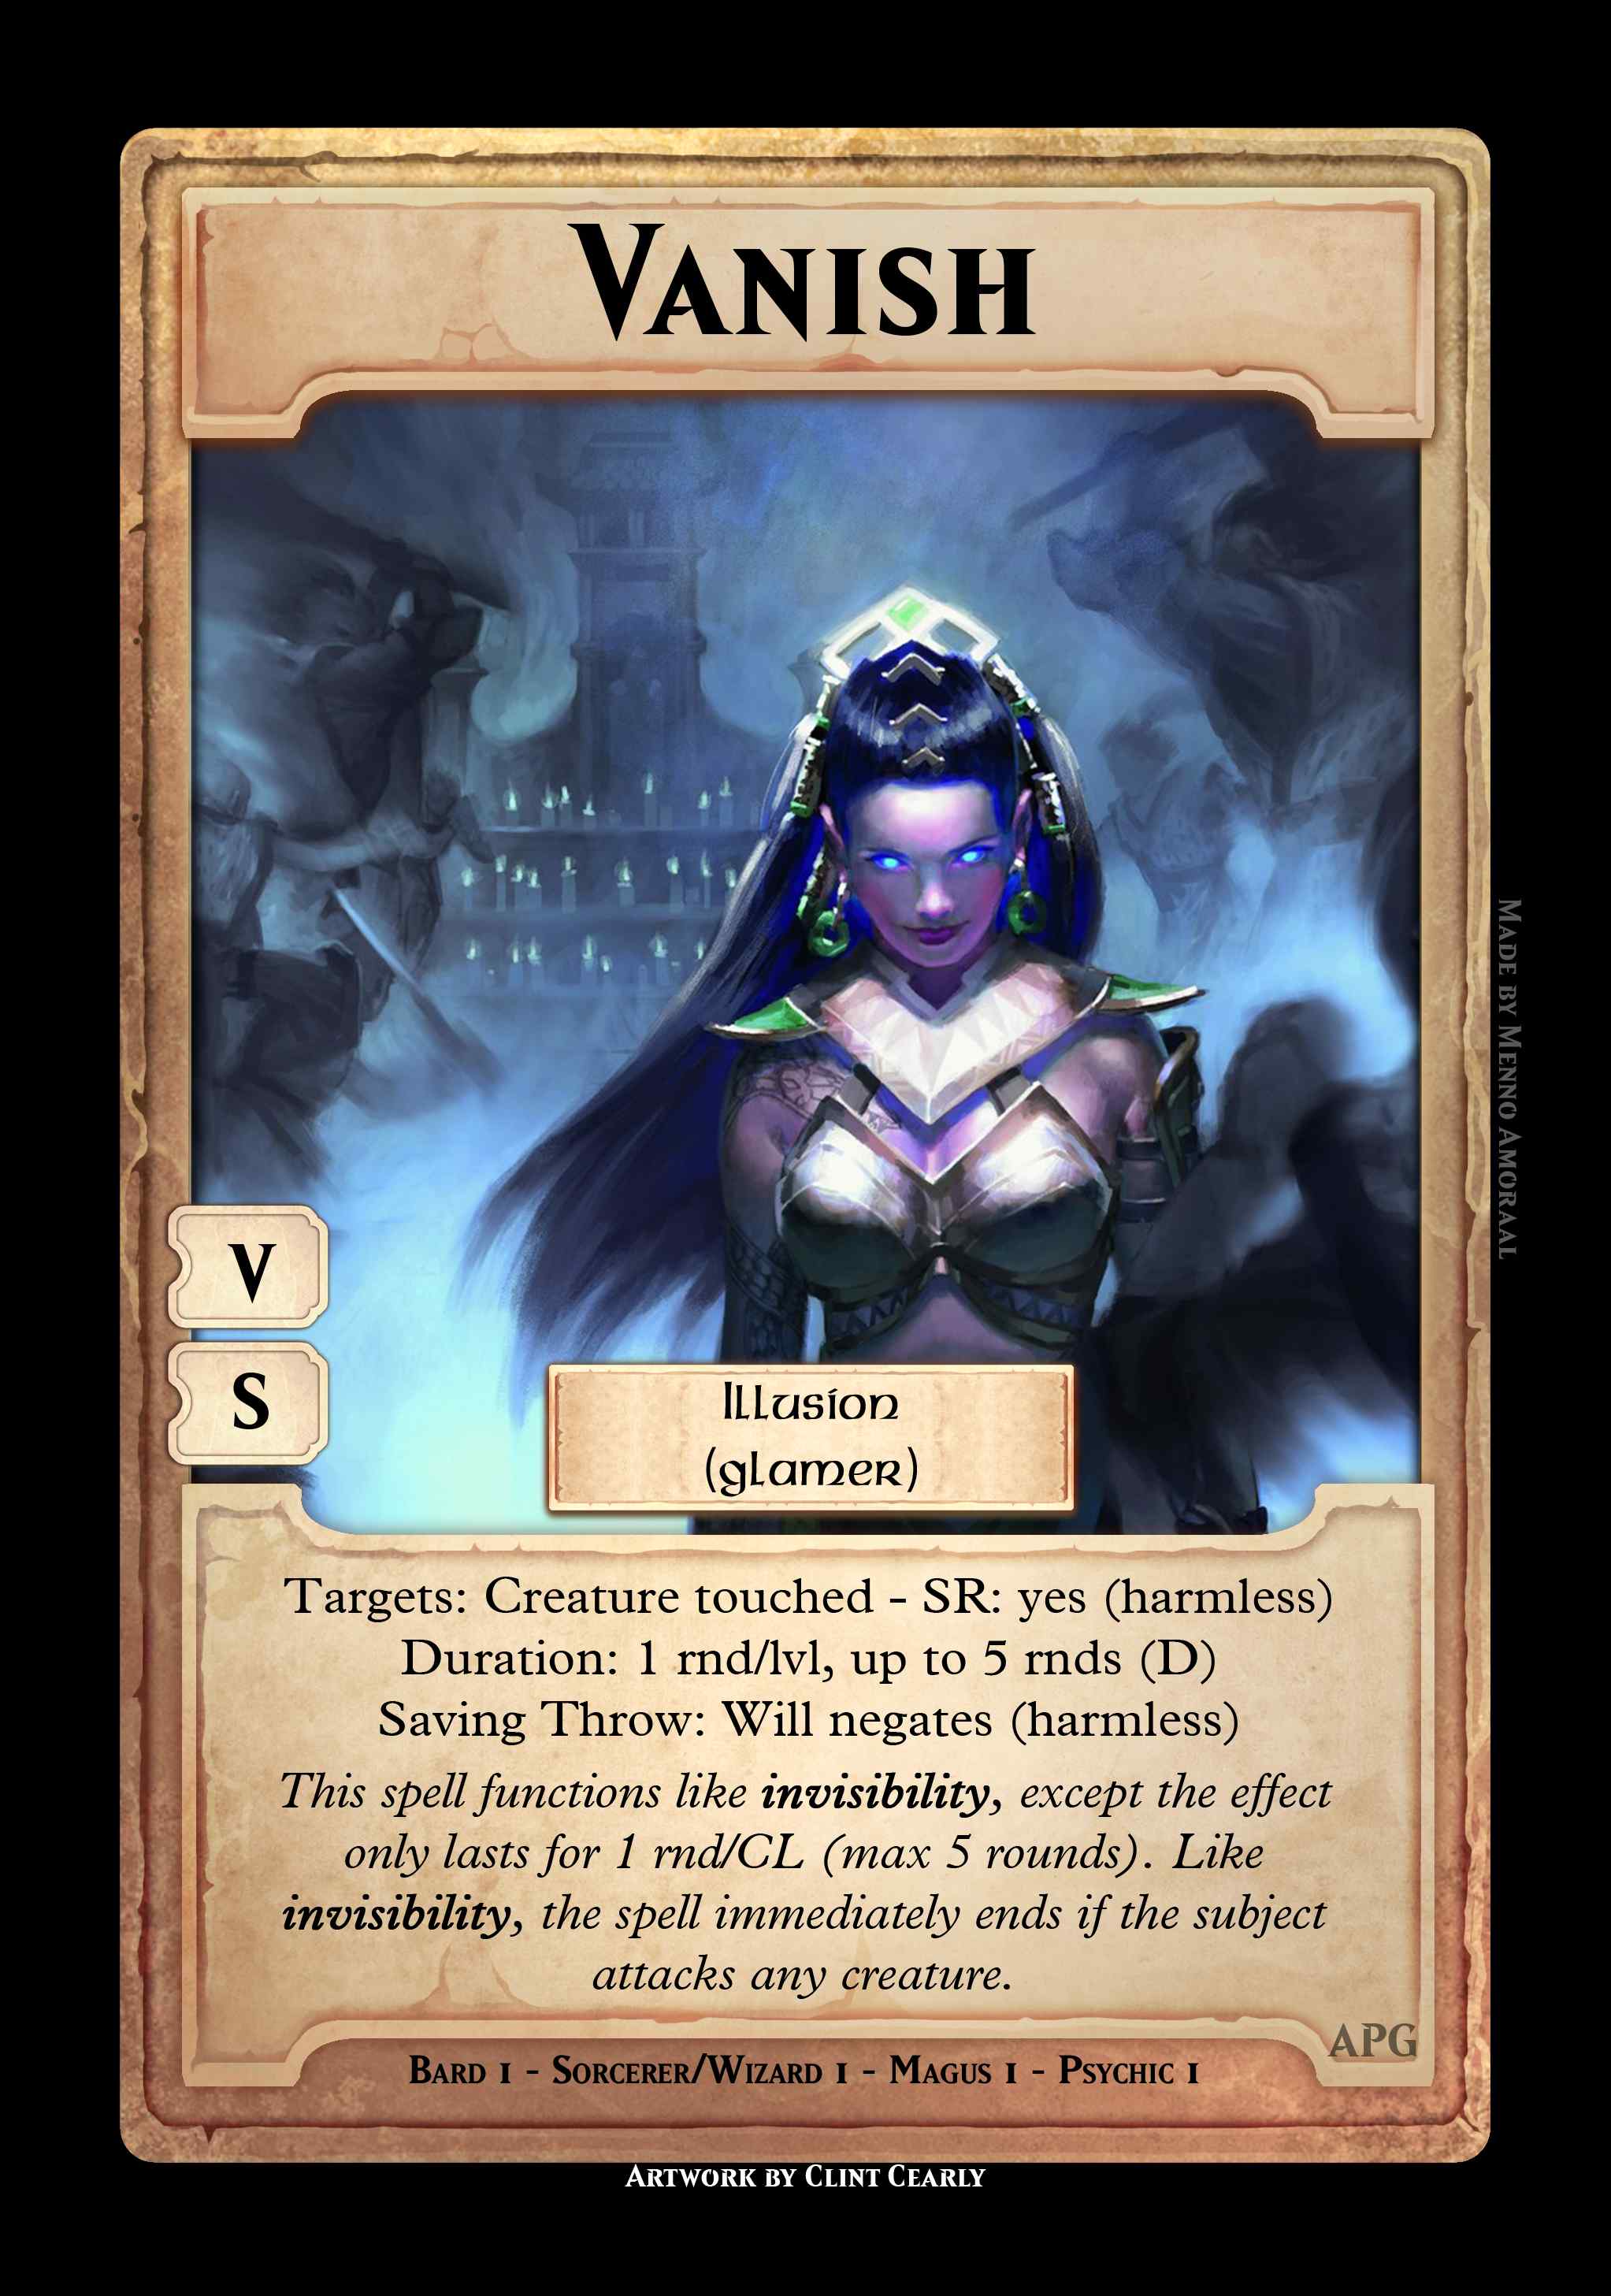 Vanish
V
S
Illusion
(glamer)
Targets: Creature touched - SR: yes (harmless)
Duration: 1 rnd/lvl, up to 5 rnds (D)
Saving Throw: Will negates (harmless)
This spell functions like invisibility, except the effect
only lasts for 1 rnd/CL (max 5 rounds). Like
invisibility, the spell immediately ends if the subject
attacks any creature.
APG
Bard 1 - Sorcerer/Wizard 1 - Magus 1 - Psychic 1
Artwork by Clint Cearly
Made by Menno Amoraal